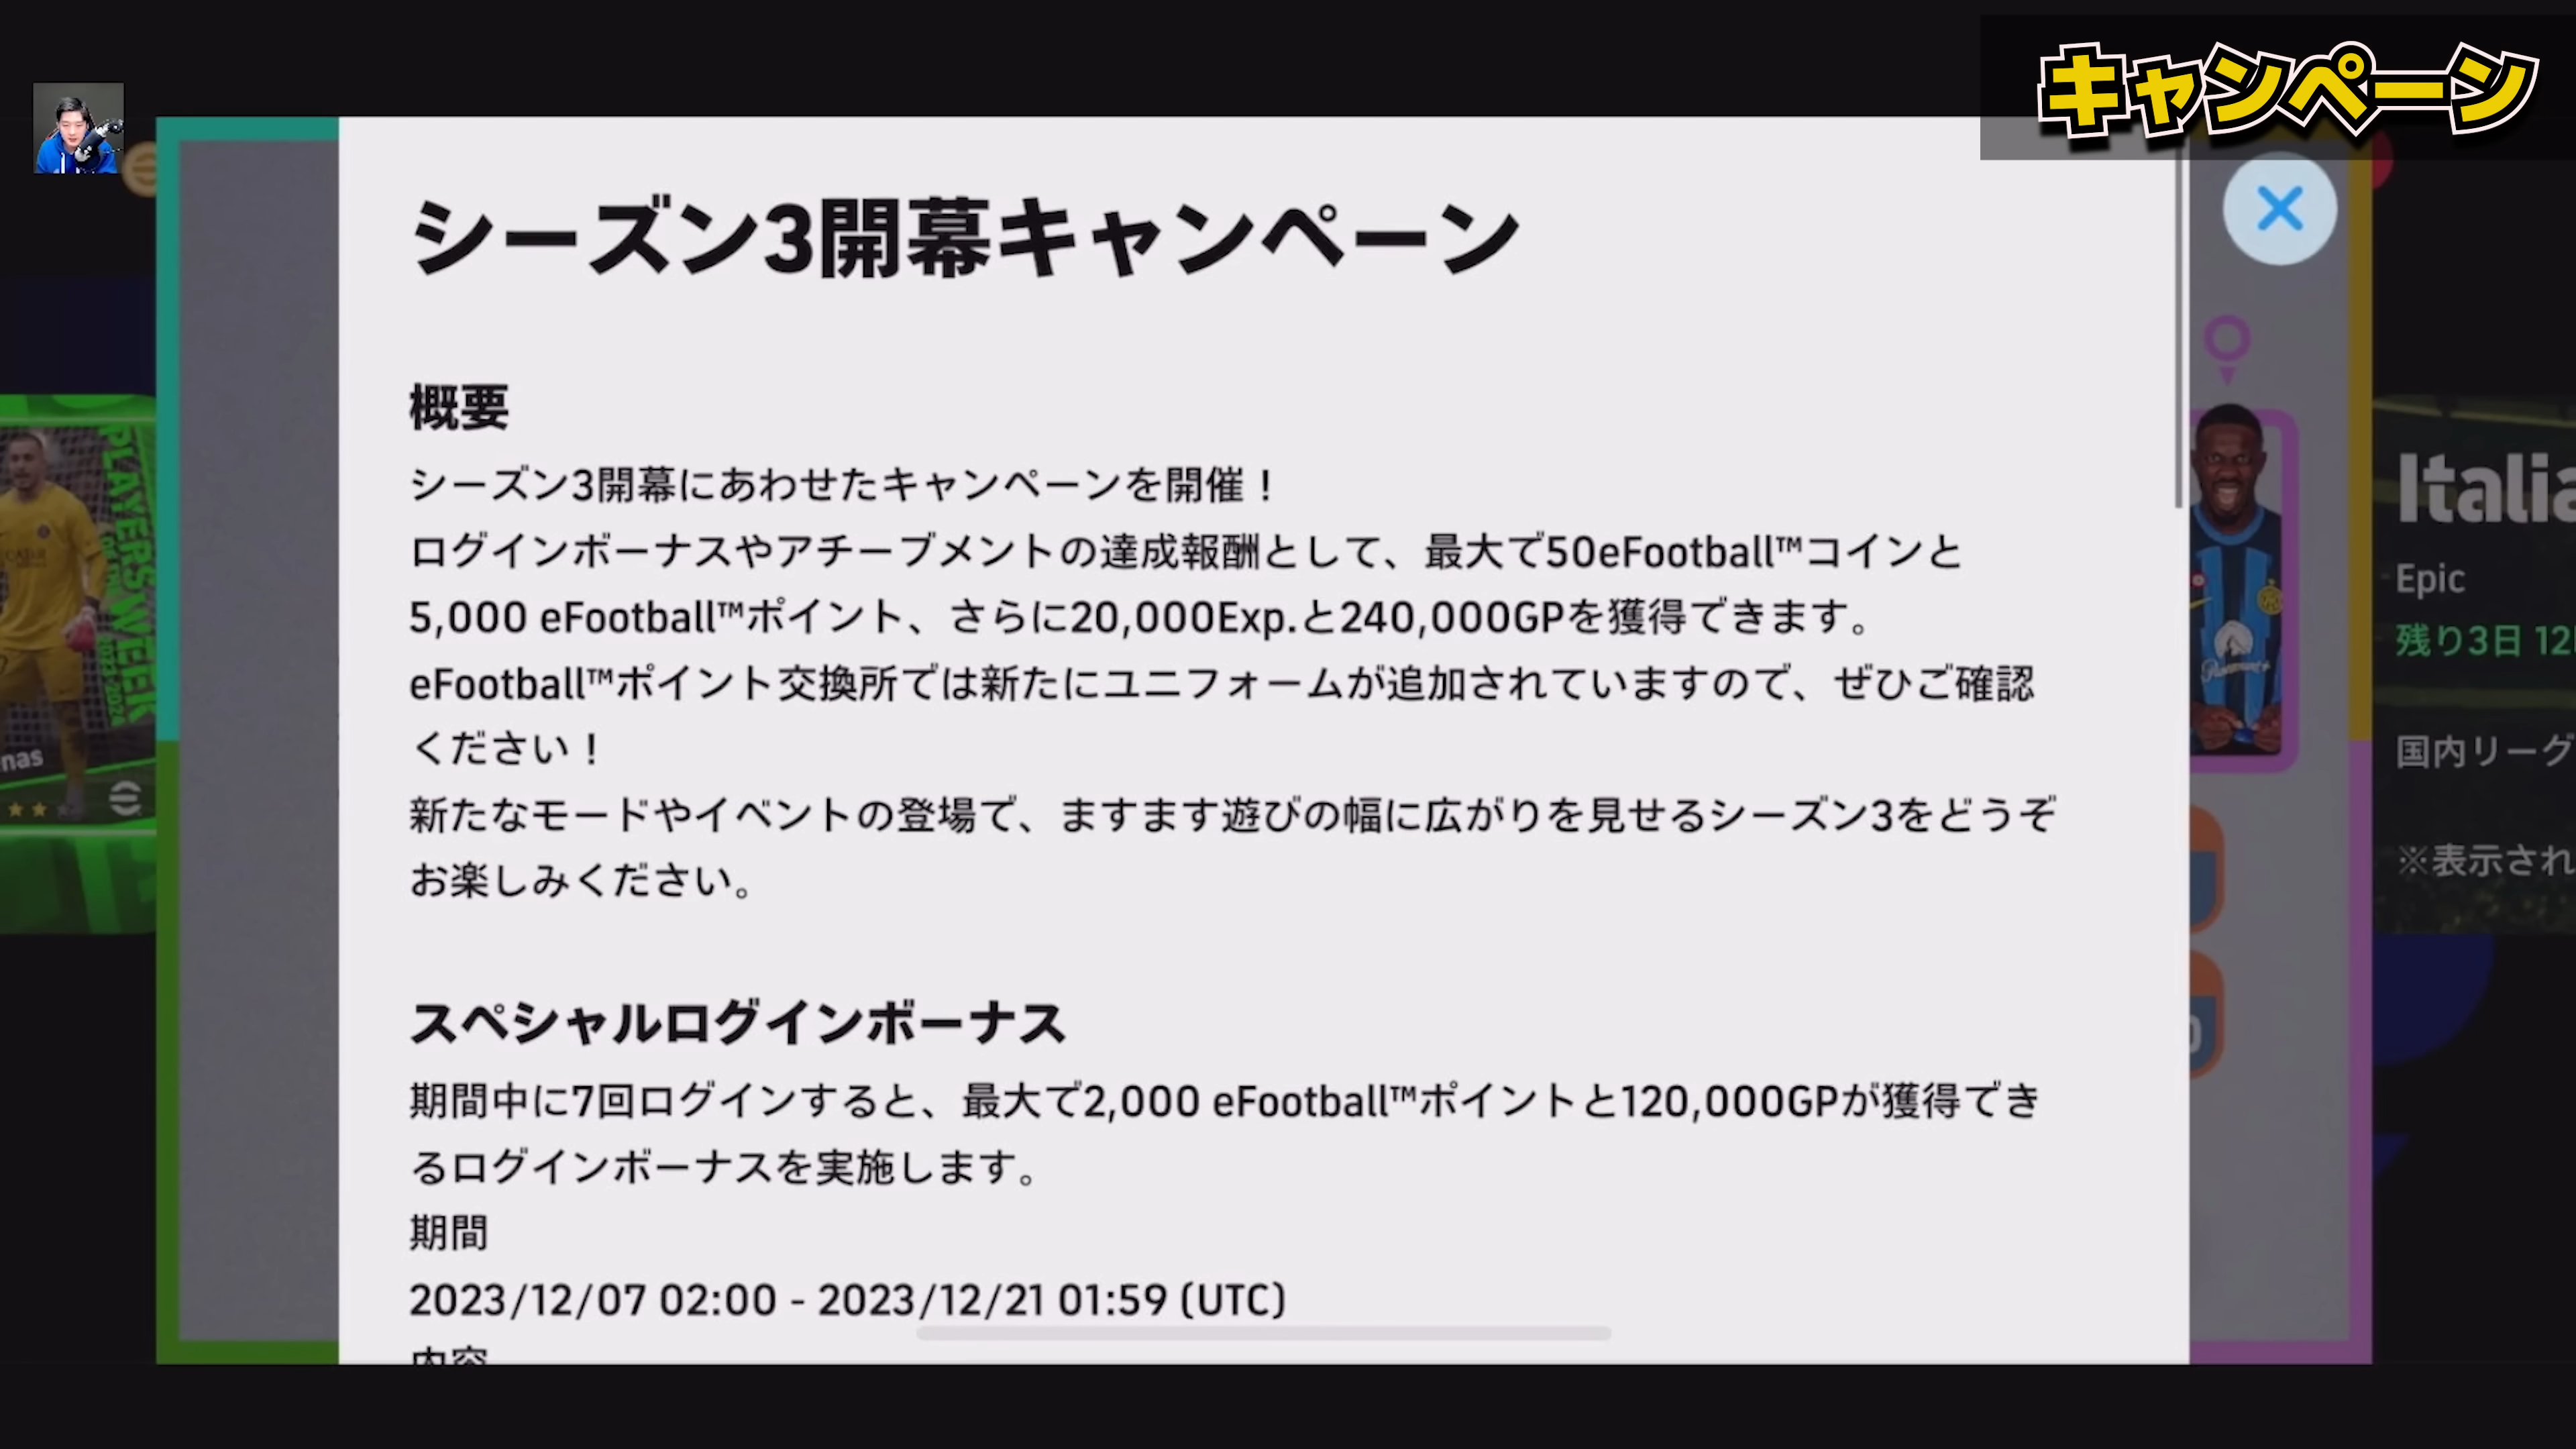 キャンペーン
シーズン3開幕キャンペーン
概要
シーズン3開幕にあわせたキャンペーンを開催！
ログインボーナスやアチーブメントの達成報酬として、最大で50eFootball™コインと
5,000 eFootball™ポイント、さらに20,000Exp.と240,000GPを獲得できます。
eFootball™ポイント交換所では新たにユニフォームが追加されていますので、ぜひご確認
ください！
新たなモードやイベントの登場で、ますます遊びの幅に広がりを見せるシーズン3をどうぞ
お楽しみください。
スペシャルログインボーナス
期間中に7回ログインすると、最大で2,000 eFootball™ポイントと120,000GPが獲得でき
るログインボーナスを実施します。
期間
2023/12/07 02:00 - 2023/12/21 01:59 (UTC)
内容
PLAYERS
OF THE
WEEK
2023-2024
nas
Italia
Epic
残り3日 12
国内リーグ
※表示され